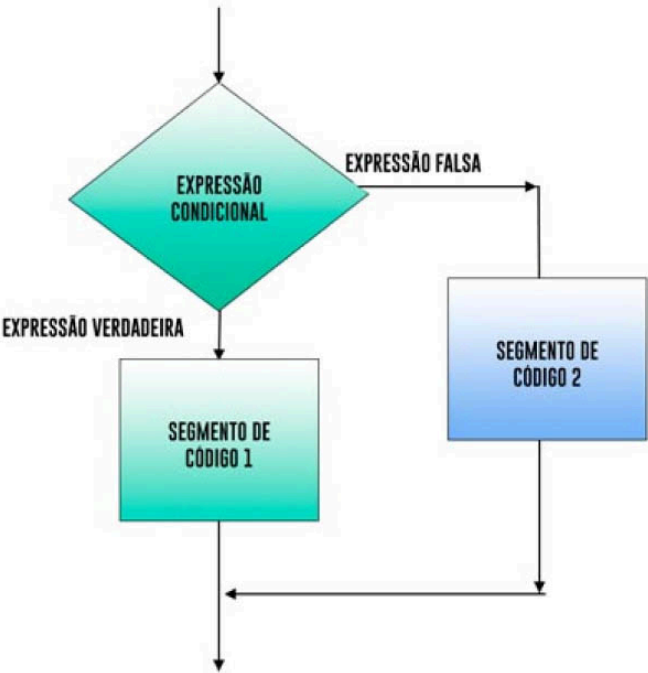 EXPRESSÃO
CONDICIONAL
EXPRESSÃO FALSA
EXPRESSÃO VERDADEIRA
SEGMENTO DE
CÓDIGO 1
SEGMENTO DE
CÓDIGO 2